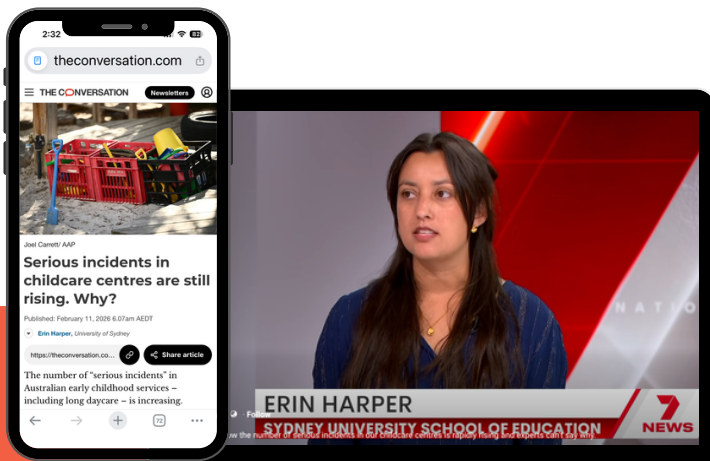 2:32
82
theconversation.com
THE CONVERSATION
Newsletters
Joel Carrett/ AAP
Serious incidents in
childcare centres are still
rising. Why?
Published: February 11, 2026 6.07am AEDT
Erin Harper, University of Sydney
https://theconversation.co...
Share article
The number of “serious incidents” in
Australian early childhood services –
including long daycare – is increasing.
72
NATIO
ERIN HARPER
· Follow
SYDNEY UNIVERSITY SCHOOL OF EDUCATION
the number of serious incidents in our childcare centres is rapidly rising and experts can't say why
7
NEWS